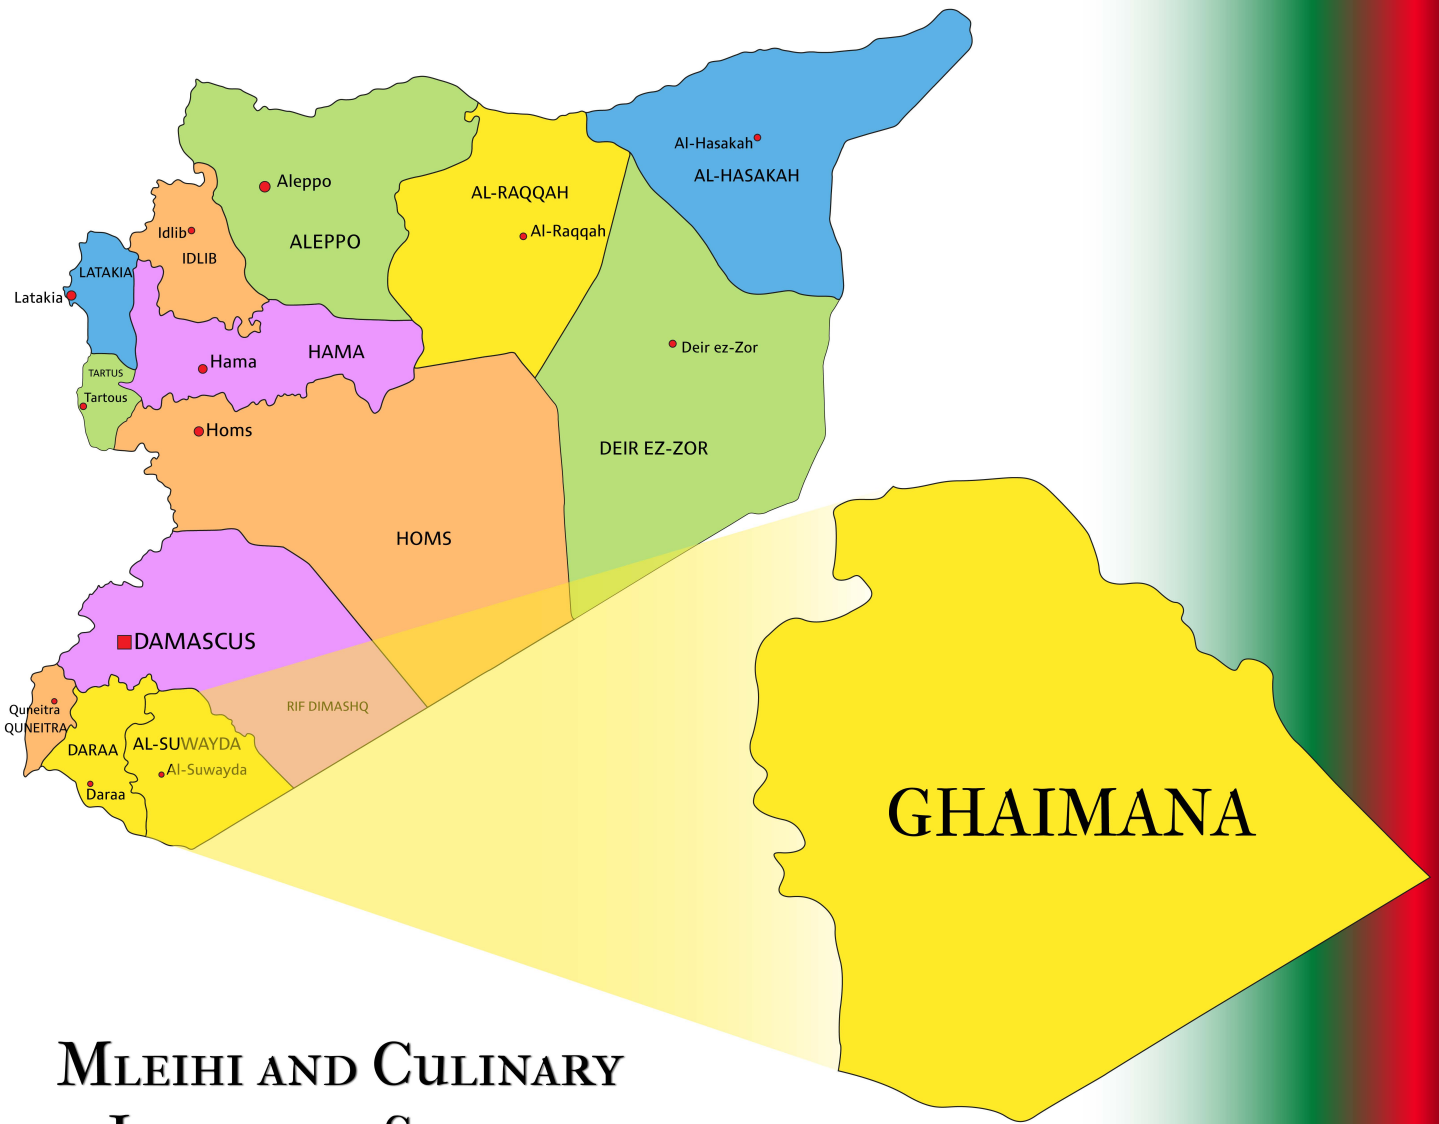 Al-Hasakah
AL-HASAKAH
Aleppo
AL-RAQQAH
Idlib
Al-Raqqah
ALEPPO
IDLIB
LATAKIA
Latakia
Deir ez-Zor
HAMA
Hama
TARTUS
Tartous
Homs
DEIR EZ-ZOR
HOMS
DAMASCUS
RIF DIMASHQ
Quneitra
QUNEITRA
DARAA
AL-SUWAYDA
Al-Suwayda
Daraa
GHAIMANA
MLEIHI AND CULINARY